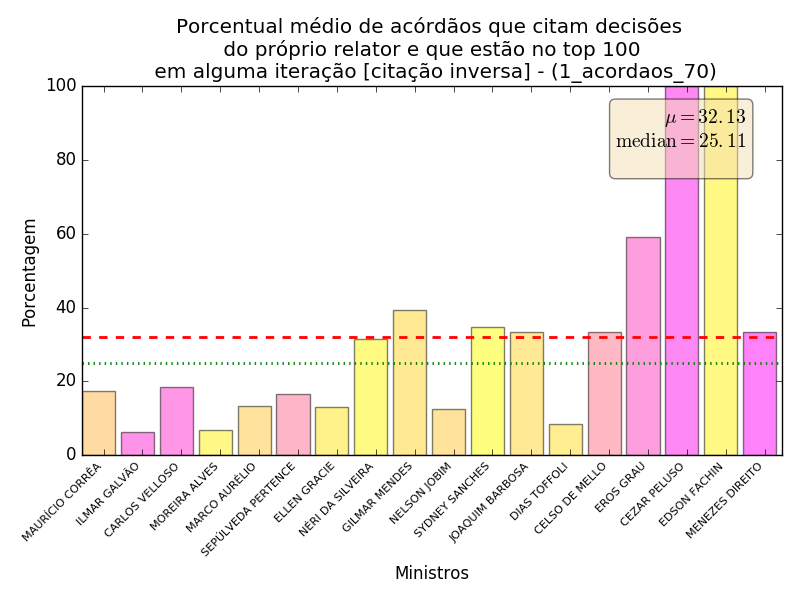 Porcentual médio de acórdãos que citam decisões
do próprio relator e que estão no top 100
em alguma iteração [citação inversa] - (1_acordaos_70)
100
80
60
40
20
0
Porcentagem
μ = 32.13
median = 25.11
MAURÍCIO CORRÊA
ILMAR GALVÃO
CARLOS VELLOSO
MOREIRA ALVES
MARCO AURÉLIO
SEPÚLVEDA PERTENCE
ELLEN GRACIE
NÉRI DA SILVEIRA
GILMAR MENDES
NELSON JOBIM
SYDNEY SANCHES
JOAQUIM BARBOSA
DIAS TOFFOLI
CELSO DE MELLO
EROS GRAU
CEZAR PELUSO
EDSON FACHIN
MENEZES DIREITO
Ministros